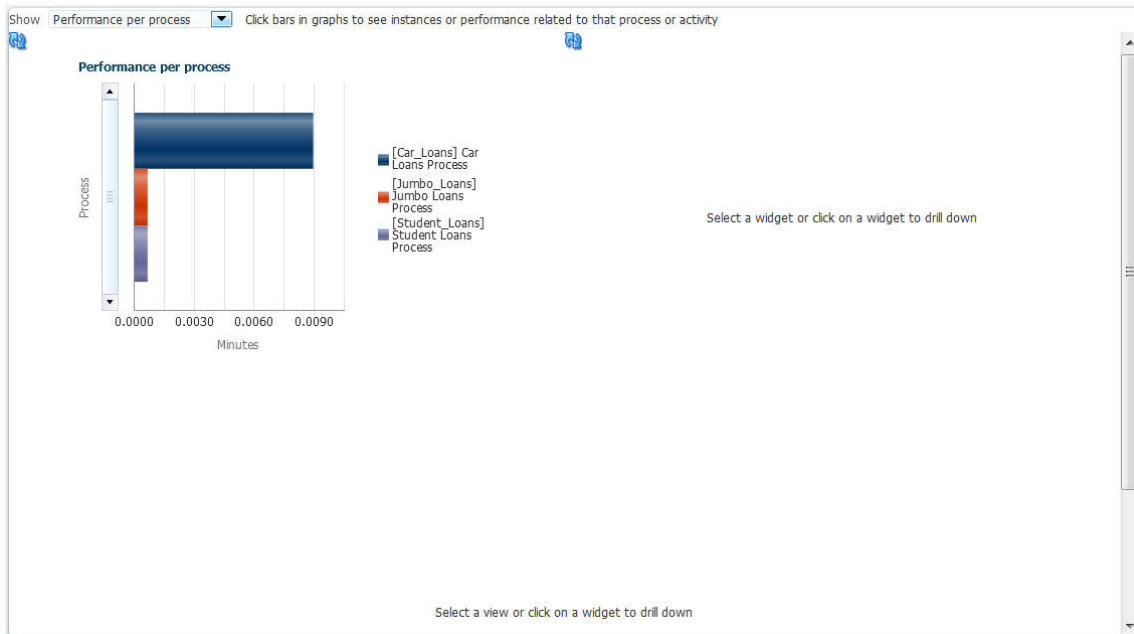 Show Performance per process Click bars in graphs to see instances or performance related to that process or activity
Performance per process
Process
[Car_Loans] Car
Loans Process
[Jumbo_Loans]
Jumbo Loans
Process
[Student_Loans]
Student Loans
Process
0.0000 0.0030 0.0060 0.0090
Minutes
Select a widget or click on a widget to drill down
Select a view or click on a widget to drill down